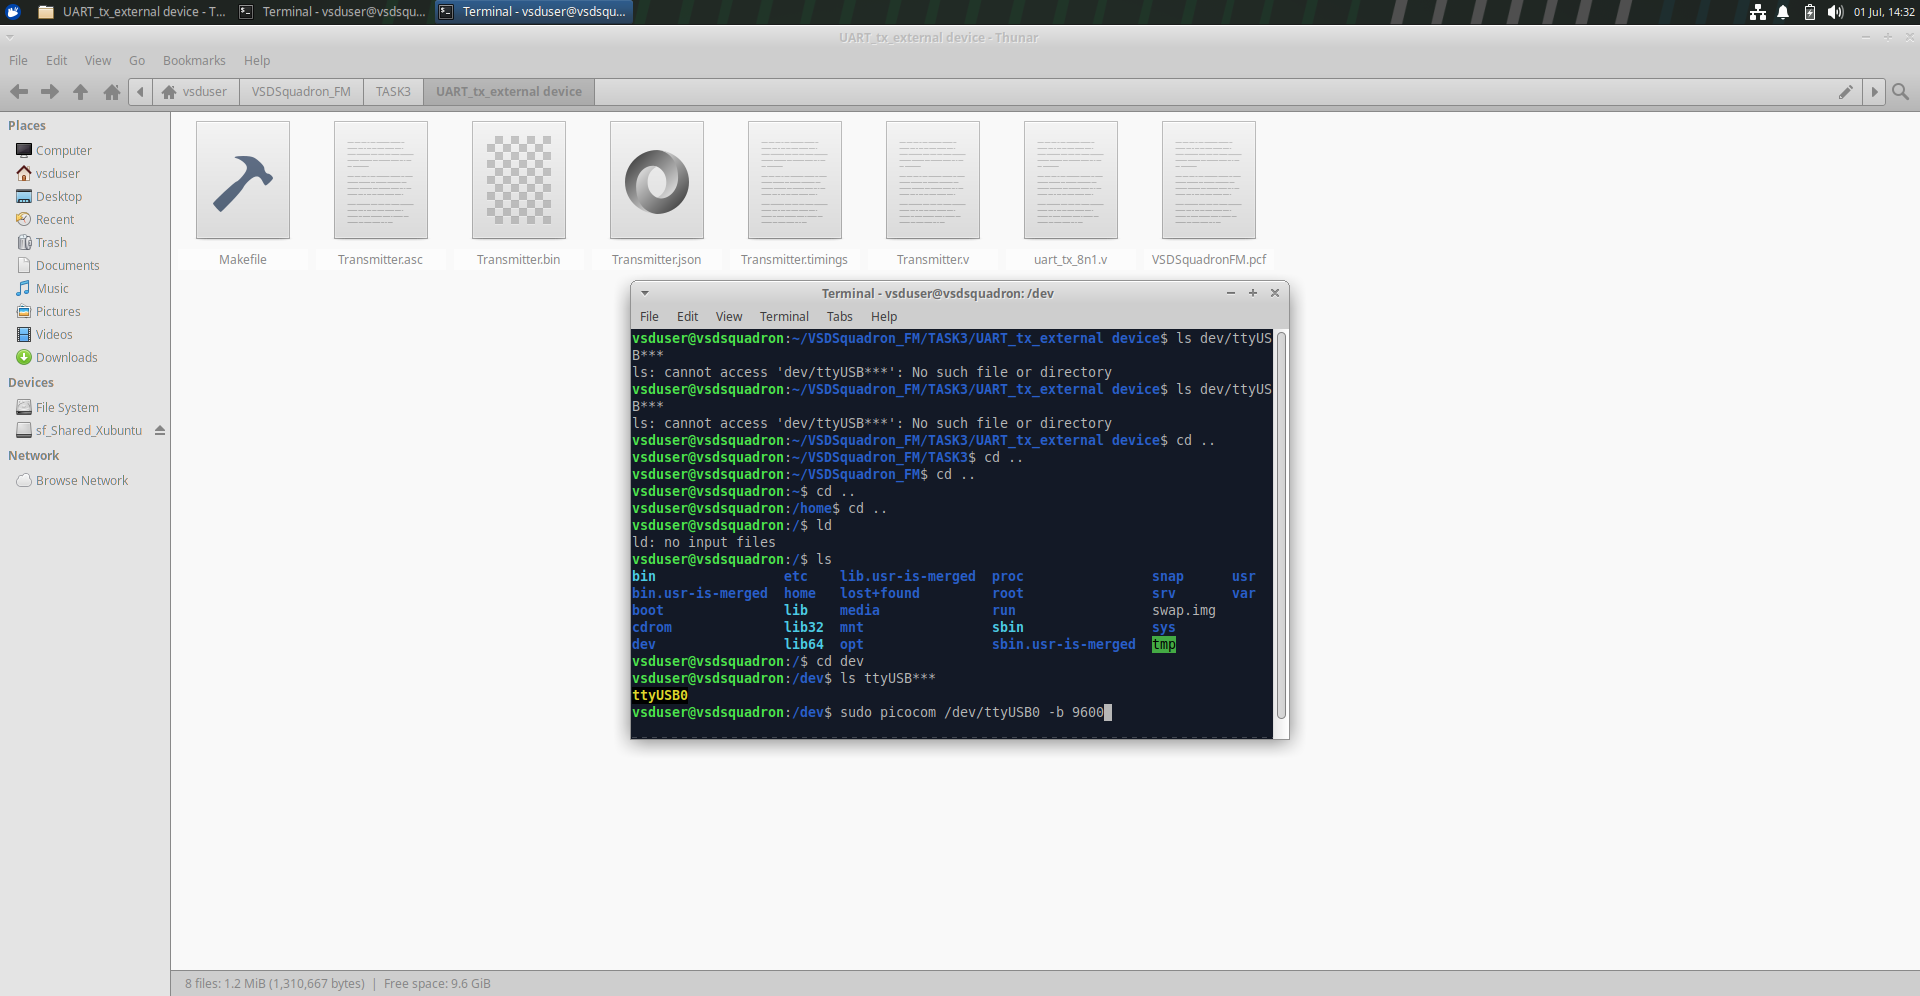 UART_tx_external device - T...
Terminal - vsduser@vsdsqu...
Terminal - vsduser@vsdsqu...
01 Jul, 14:32
UART_tx_external device - Thunar
File Edit View Go Bookmarks Help
vsduser VSDSquadron_FM TASK3 UART_tx_external device
Places
Computer
vsduser
Desktop
Recent
Trash
Documents
Music
Pictures
Videos
Downloads
Devices
File System
sf_Shared_Xubuntu
Network
Browse Network
Makefile Transmitter.asc Transmitter.bin Transmitter.json Transmitter.timings Transmitter.v uart_tx_8n1.v VSDSquadronFM.pcf
Terminal - vsduser@vsdsquadron: /dev
File Edit View Terminal Tabs Help
vsduser@vsdsquadron:~/VSDSquadron_FM/TASK3/UART_tx_external device$ ls dev/ttyUS
B***
ls: cannot access 'dev/ttyUSB***': No such file or directory
vsduser@vsdsquadron:~/VSDSquadron_FM/TASK3/UART_tx_external device$ ls dev/ttyUS
B***
ls: cannot access 'dev/ttyUSB***': No such file or directory
vsduser@vsdsquadron:~/VSDSquadron_FM/TASK3/UART_tx_external device$ cd ..
vsduser@vsdsquadron:~/VSDSquadron_FM/TASK3$ cd ..
vsduser@vsdsquadron:~/VSDSquadron_FM$ cd ..
vsduser@vsdsquadron:~$ cd ..
vsduser@vsdsquadron:/home$ cd ..
vsduser@vsdsquadron:/$ ld
ld: no input files
vsduser@vsdsquadron:/$ ls
bin etc lib.usr-is-merged proc snap usr
bin.usr-is-merged home lost+found root srv var
boot lib media run swap.img
cdrom lib32 mnt sbin sys
dev lib64 opt sbin.usr-is-merged tmp
vsduser@vsdsquadron:/$ cd dev
vsduser@vsdsquadron:/dev$ ls ttyUSB***
ttyUSB0
vsduser@vsdsquadron:/dev$ sudo picocom /dev/ttyUSB0 -b 9600
8 files: 1.2 MiB (1,310,667 bytes) | Free space: 9.6 GiB